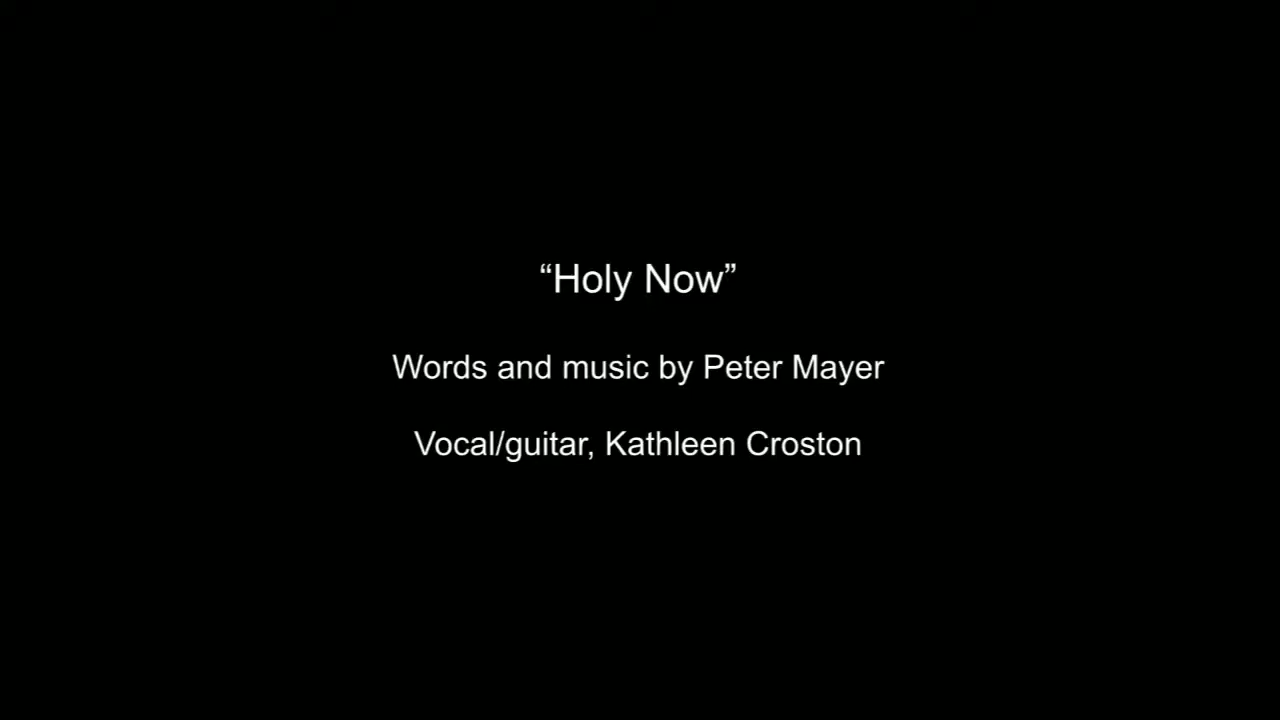 “Holy Now”
Words and music by Peter Mayer
Vocal/guitar, Kathleen Croston